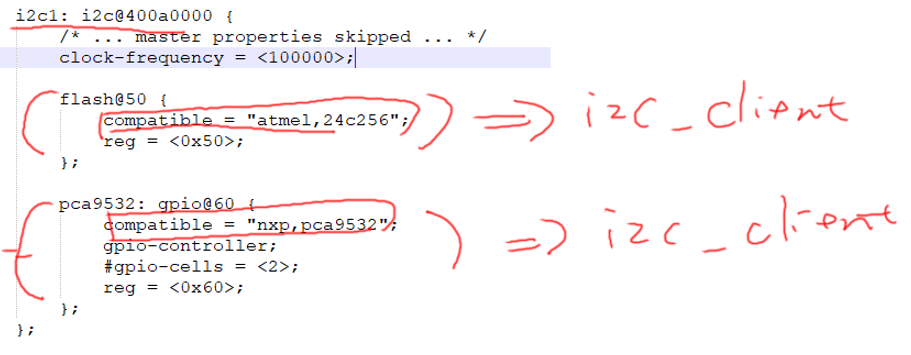 i2c1: i2c@400a0000 {
/* ... master properties skipped ... */
clock-frequency = <100000>;
flash@50 {
compatible = "atmel,24c256"; => i2c_client
reg = <0x50>;
};
pca9532: gpio@60 {
compatible = "nxp,pca9532"; => i2c_client
gpio-controller;
#gpio-cells = <2>;
reg = <0x60>;
};
};